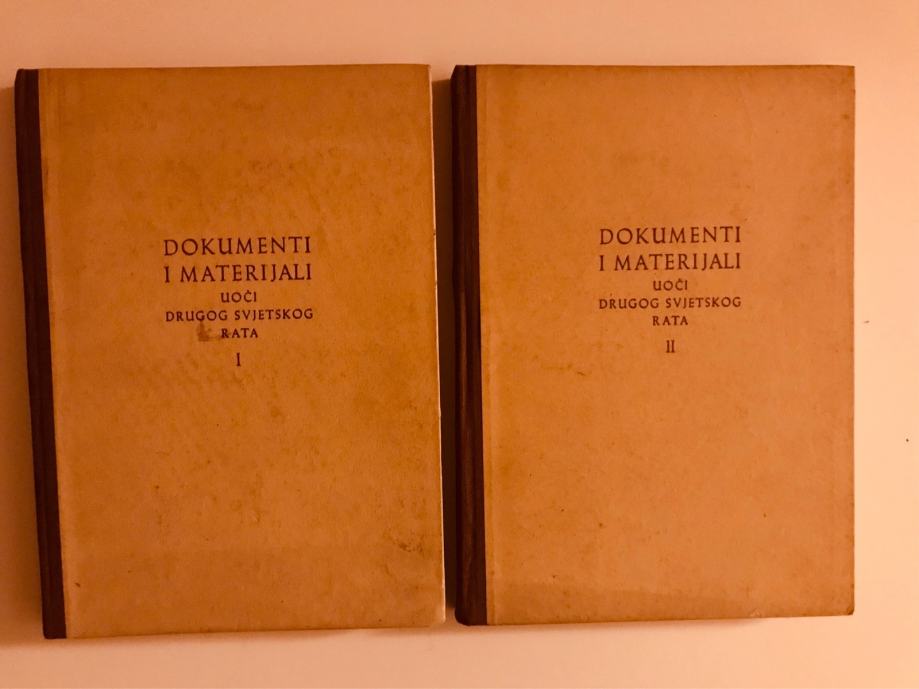 DOKUMENTI
I MATERIJALI
UOČI
DRUGOG SVJETSKOG
RATA
I
DOKUMENTI
I MATERIJALI
UOČI
DRUGOG SVJETSKOG
RATA
II